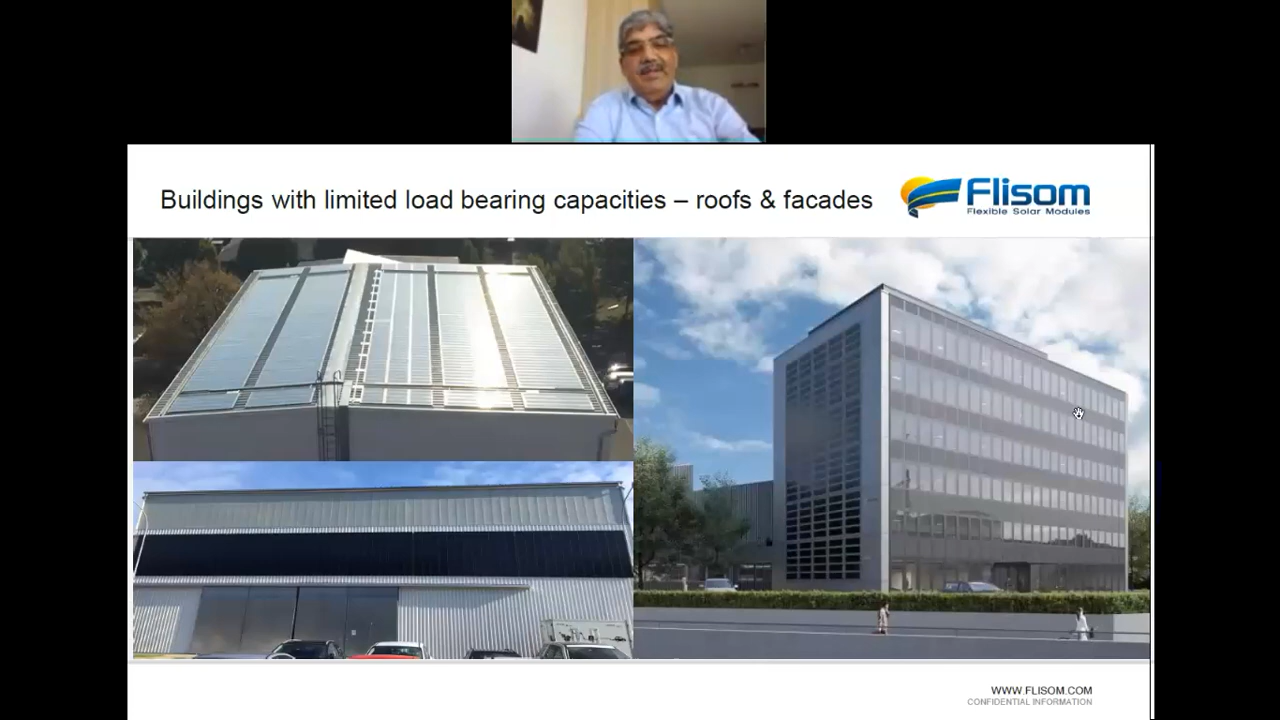 Buildings with limited load bearing capacities – roofs & facades
Flisom
Flexible Solar Modules
WWW.FLISOM.COM
CONFIDENTIAL INFORMATION